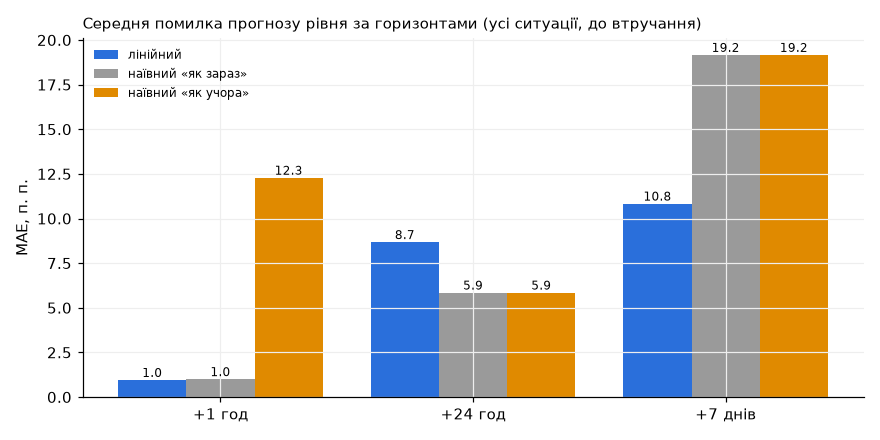 Середня помилка прогнозу рівня за горизонтами (усі ситуації, до втручання)
20.0
17.5
15.0
12.5
10.0
7.5
5.0
2.5
0.0
MAE, п. п.
лінійний
наївний «як зараз»
наївний «як учора»
1.0
1.0
12.3
8.7
5.9
5.9
10.8
19.2
19.2
+1 год
+24 год
+7 днів